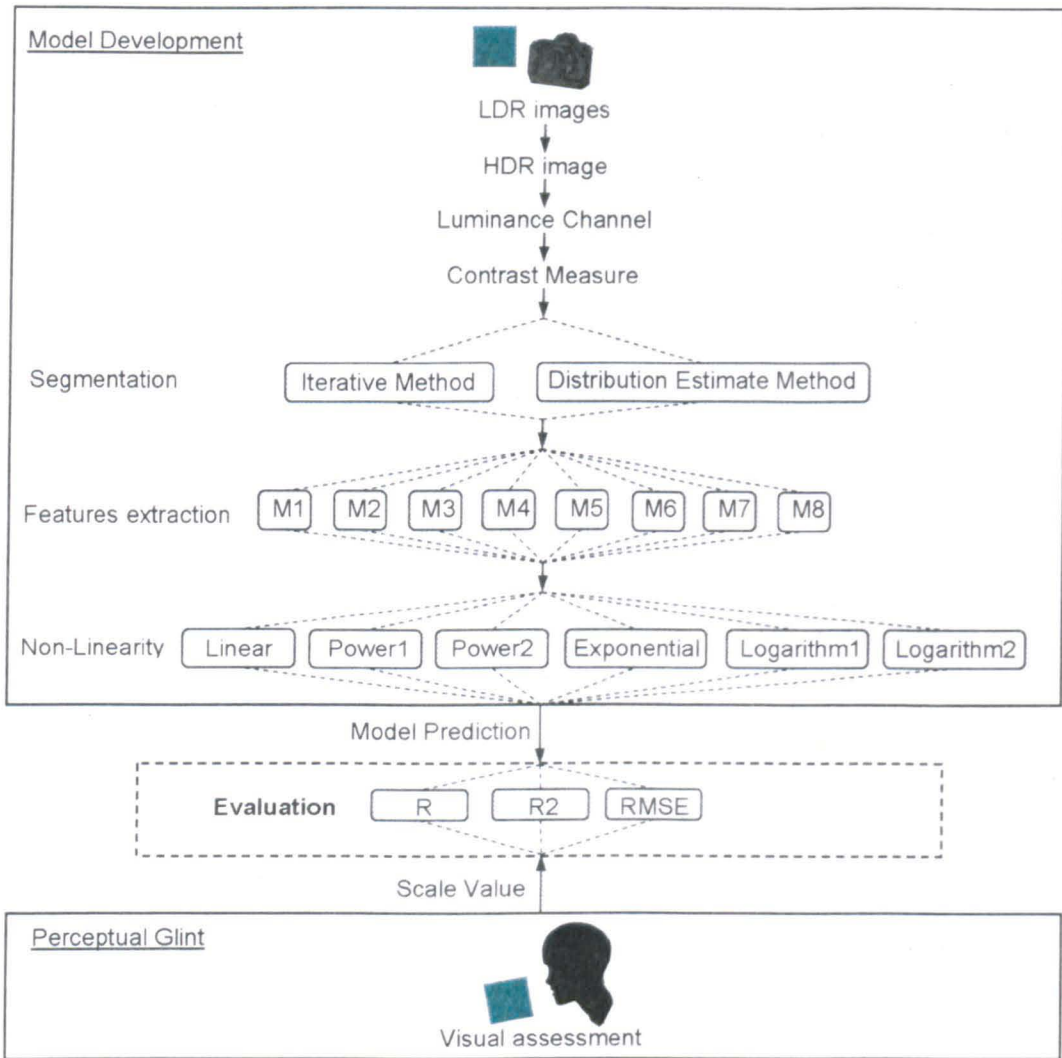 Model Development
LDR images
HDR image
Luminance Channel
Contrast Measure
Segmentation
Iterative Method
Distribution Estimate Method
Features extraction
M1
M2
M3
M4
M5
M6
M7
M8
Non-Linearity
Linear
Power1
Power2
Exponential
Logarithm1
Logarithm2
Model Prediction
Evaluation
R
R2
RMSE
Scale Value
Perceptual Glint
Visual assessment